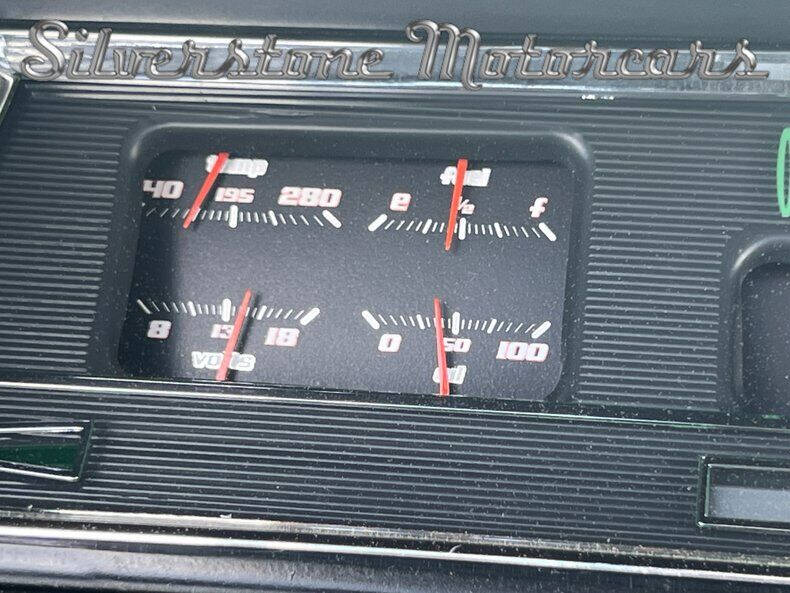 Silverstone Motorcars
temp
fuel
40 195 280
e ½ f
8 13 18
0 50 100
volts
oil